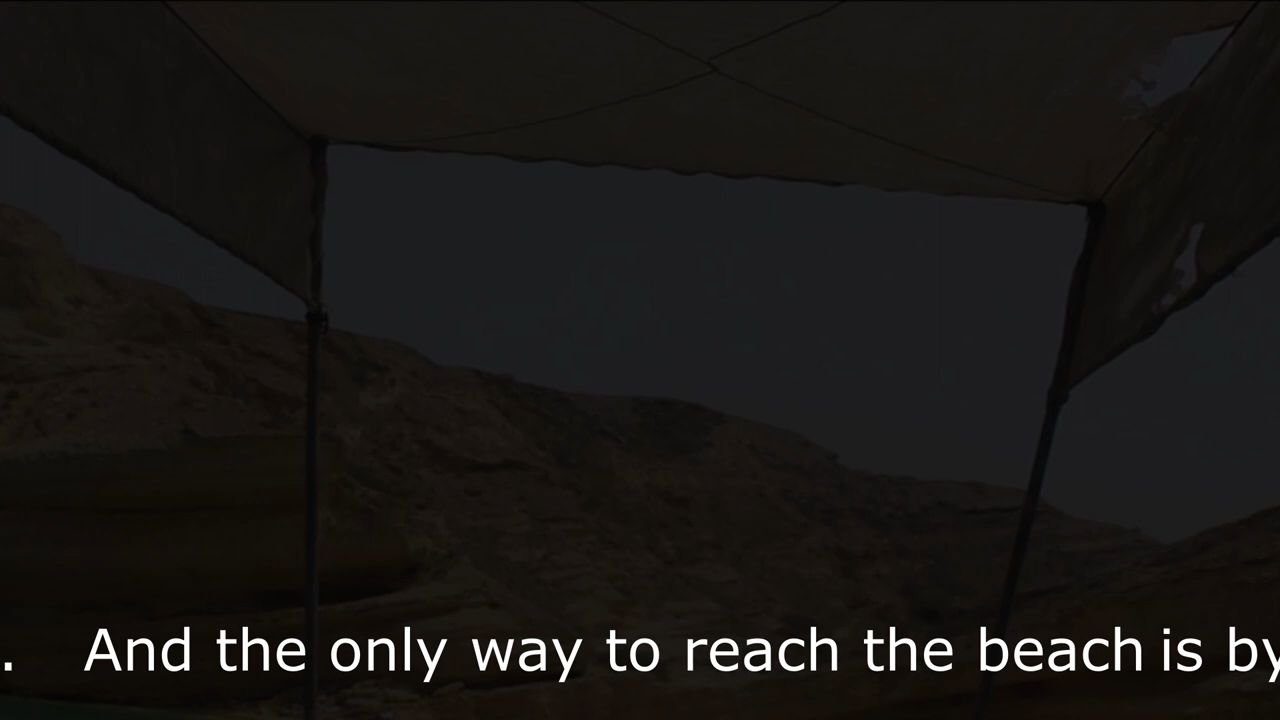 . And the only way to reach the beach is by